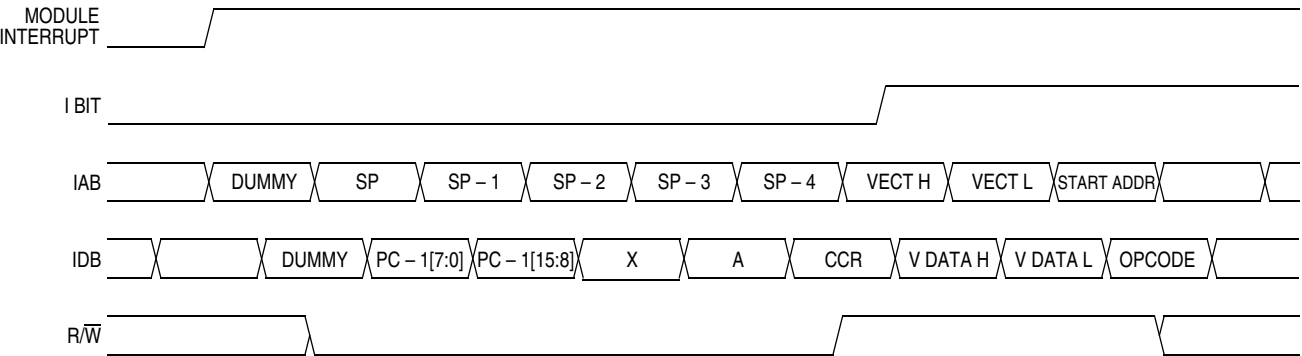 MODULE
INTERRUPT
I BIT
IAB DUMMY SP SP – 1 SP – 2 SP – 3 SP – 4 VECT H VECT L START ADDR
IDB DUMMY PC – 1[7:0] PC – 1[15:8] X A CCR V DATA H V DATA L OPCODE
R/W̅